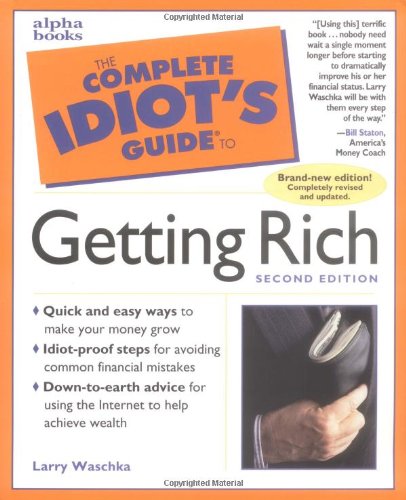 Copyrighted Material
alpha
books
THE
COMPLETE
IDIOT'S
GUIDE® TO
"[Using this] terrific
book . . . nobody need
wait a single moment
longer before starting
to dramatically
improve his or her
financial status. Larry
Waschka will be with
them every step
of the way."
—Bill Staton,
America's
Money Coach
Brand-new edition!
Completely revised
and updated.
Getting Rich
SECOND EDITION
Quick and easy ways to
make your money grow
Idiot-proof steps for avoiding
common financial mistakes
Down-to-earth advice for
using the Internet to help
achieve wealth
Larry Waschka
Copyrighted Material